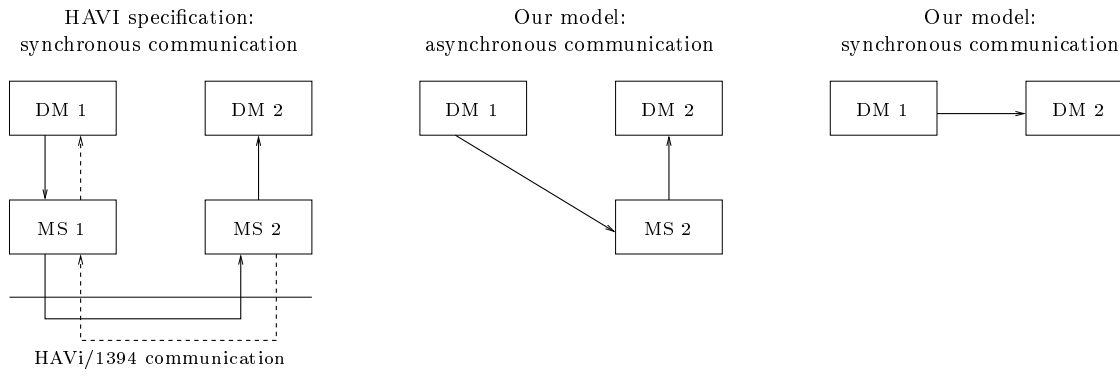 HAVI specification:
synchronous communication
Our model:
asynchronous communication
Our model:
synchronous communication
DM 1
DM 2
DM 1
DM 2
DM 1
DM 2
MS 1
MS 2
MS 2
HAVi/1394 communication